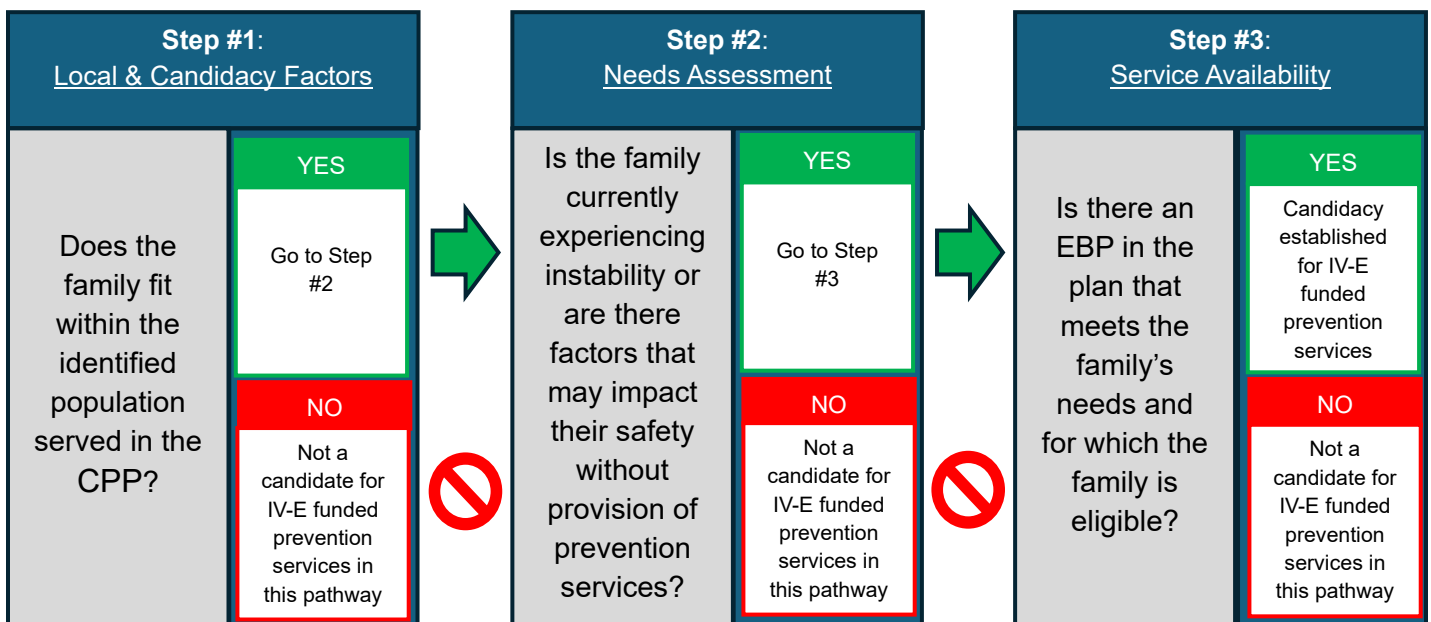 Step #1:
Local & Candidacy Factors
Does the
family fit
within the
identified
population
served in the
CPP?
YES
Go to Step
#2
NO
Not a
candidate for
IV-E funded
prevention
services in
this pathway
Step #2:
Needs Assessment
Is the family
currently
experiencing
instability or
are there
factors that
may impact
their safety
without
provision of
prevention
services?
YES
Go to Step
#3
NO
Not a
candidate for
IV-E funded
prevention
services in
this pathway
Step #3:
Service Availability
Is there an
EBP in the
plan that
meets the
family’s
needs and
for which the
family is
eligible?
YES
Candidacy
established
for IV-E
funded
prevention
services
NO
Not a
candidate for
IV-E funded
prevention
services in
this pathway